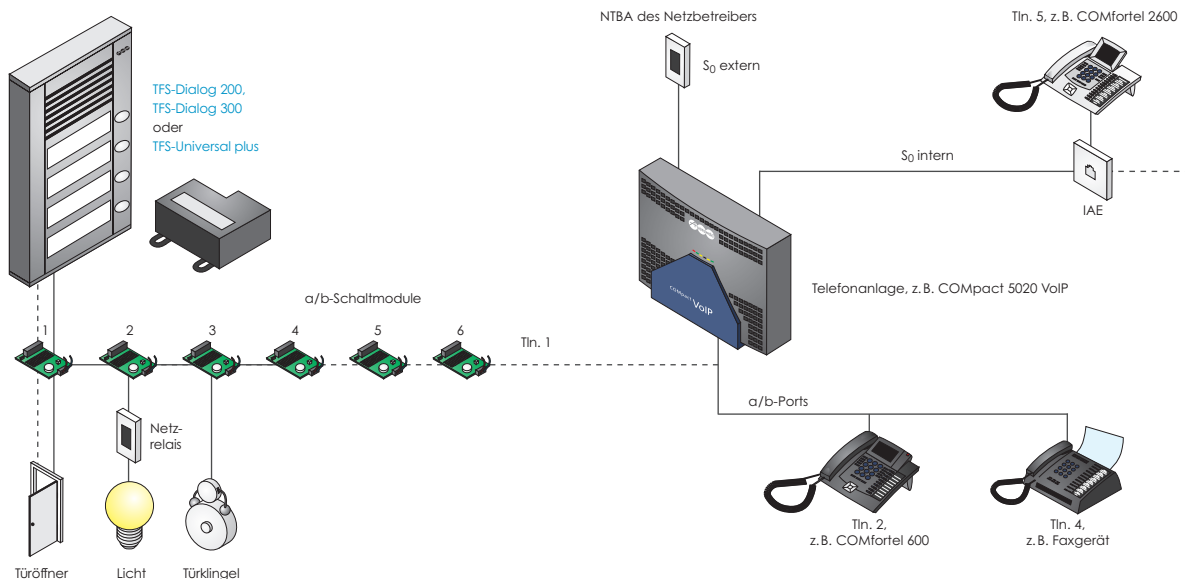 NTBA des Netzbetreibers
Tln. 5, z. B. COMfortel 2600
S0 extern
TFS-Dialog 200,
TFS-Dialog 300
oder
TFS-Universal plus
S0 intern
IAE
Telefonanlage, z. B. COMpact 5020 VoIP
COMpact VoIP
a/b-Schaltmodule
1 2 3 4 5 6
Tln. 1
a/b-Ports
Netz-
relais
Tln. 2,
z. B. COMfortel 600
Tln. 4,
z. B. Faxgerät
Türöffner
Licht
Türklingel